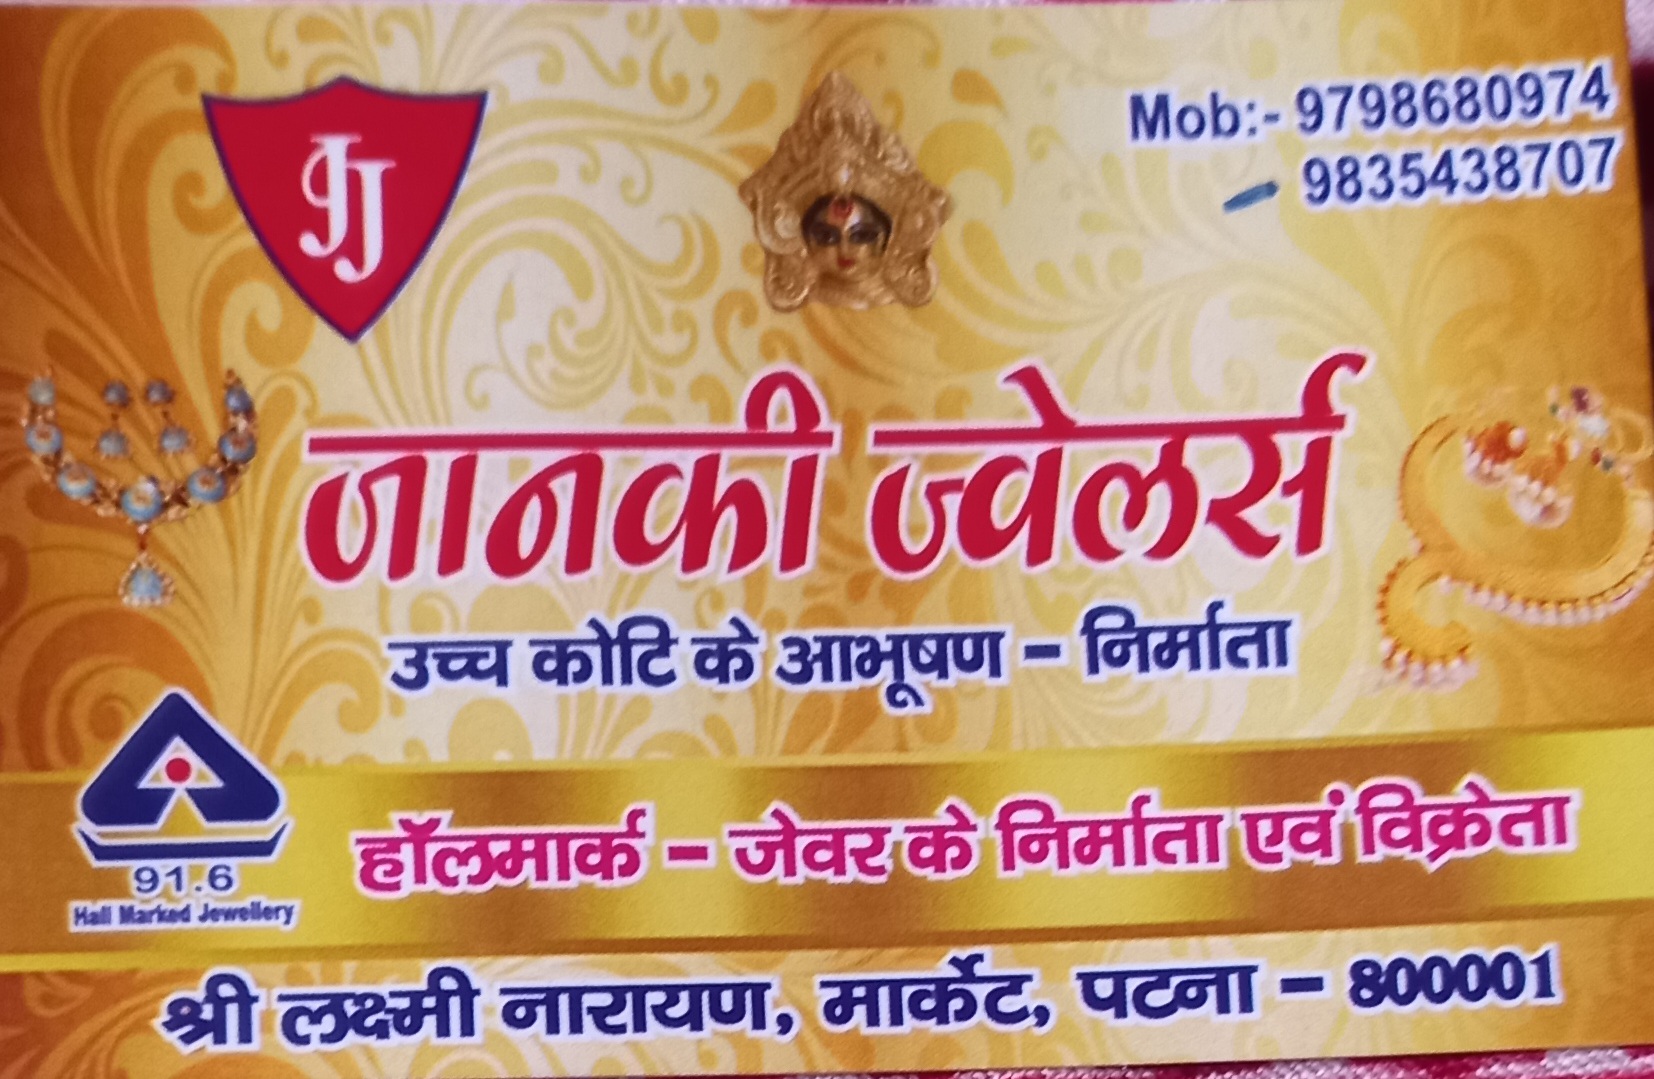 JJ
Mob:- 9798680974
9835438707
जानकी ज्वेलर्स
उच्च कोटि के आभूषण - निर्माता
91.6
Hall Marked Jewellery
हॉलमार्क - जेवर के निर्माता एवं विक्रेता
श्री लक्ष्मी नारायण, मार्केट, पटना - 800001